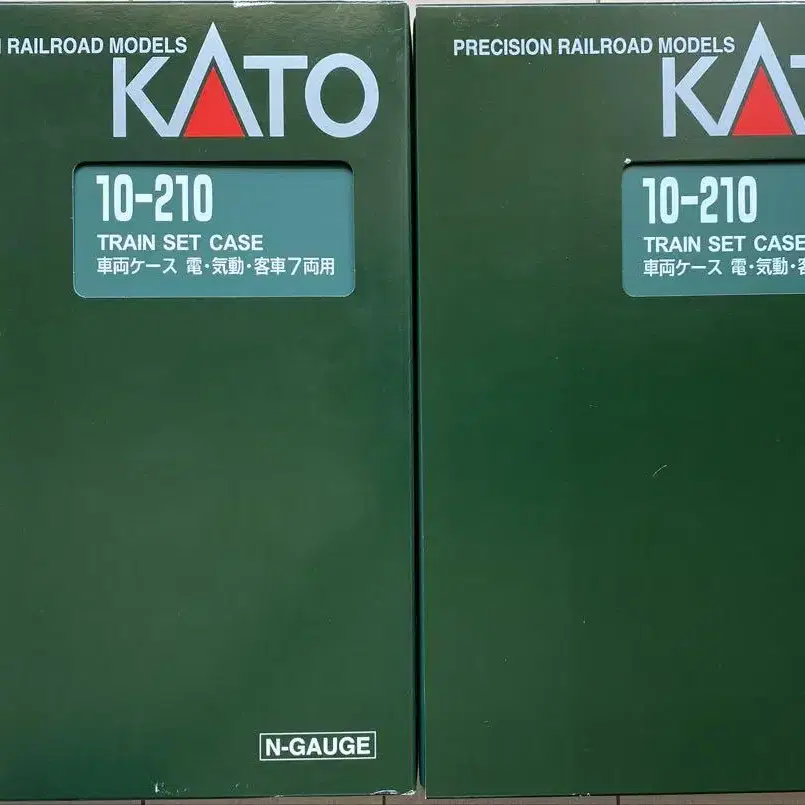 RAILROAD MODELS
KATO
10-210
TRAIN SET CASE
車両ケース 電・気動・客車7両用
N-GAUGE
PRECISION RAILROAD MODELS
KAT
10-210
TRAIN SET CASE
車両ケース 電・気動・